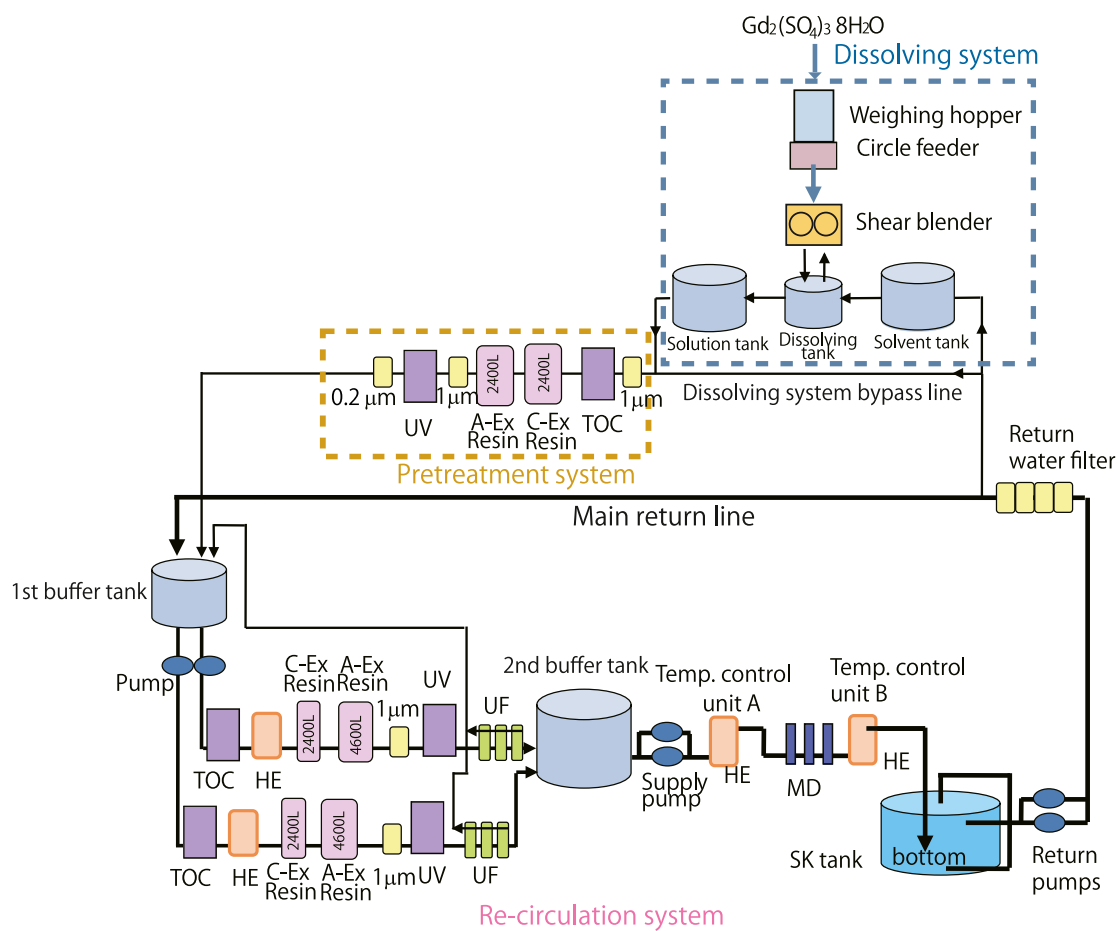 Gd₂(SO₄)₃ 8H₂O
Dissolving system
Weighing hopper
Circle feeder
Shear blender
Solution tank
Dissolving
tank
Solvent tank
Dissolving system bypass line
0.2 μm
UV
1μm
2400L
A-Ex
Resin
2400L
C-Ex
Resin
TOC
1μm
Pretreatment system
Return
water filter
Main return line
1st buffer tank
Pump
TOC
HE
C-Ex
Resin
2400L
A-Ex
Resin
4600L
1μm
UV
UF
2nd buffer tank
Supply
pump
Temp. control
unit A
HE
MD
Temp. control
unit B
HE
SK tank
bottom
Return
pumps
TOC
HE
2400L
C-Ex
Resin
4600L
A-Ex
Resin
1μm
UV
UF
Re-circulation system